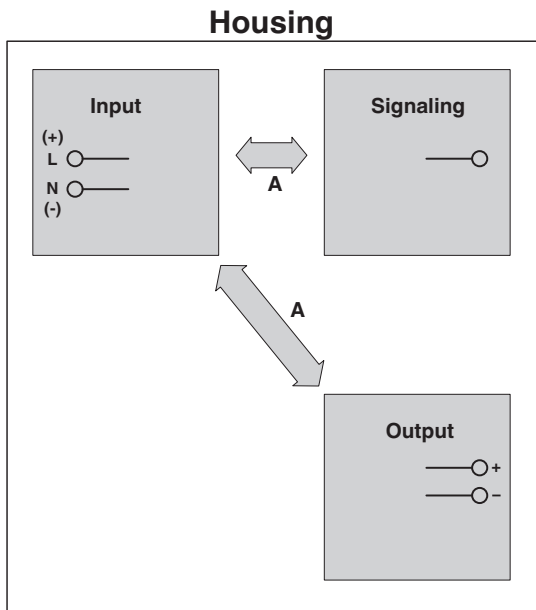 Housing
Input
Signaling
(+)
L
N
(-)
A
A
Output
+
–